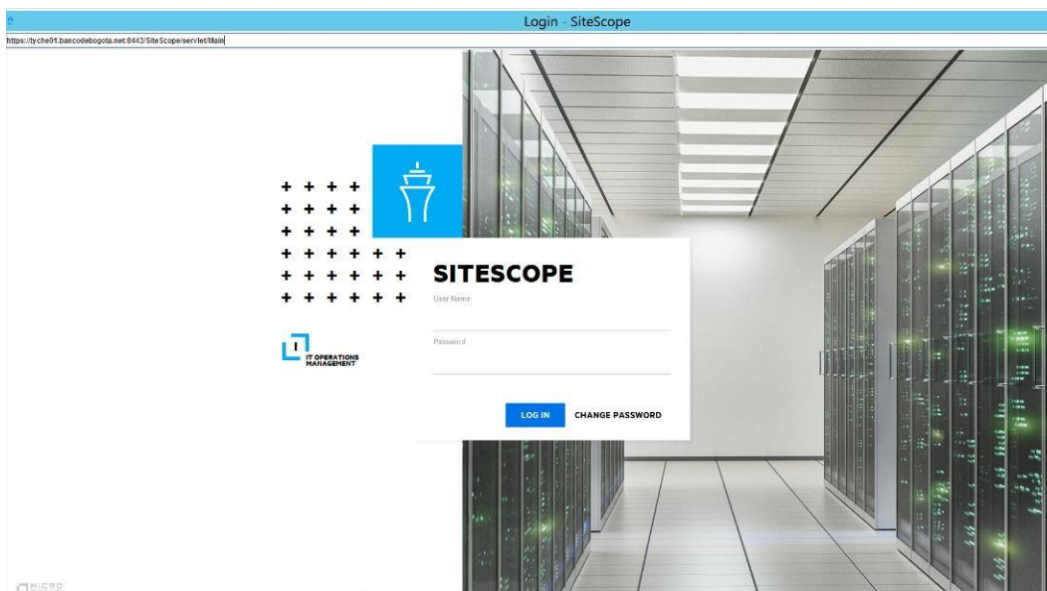 Login - SiteScope
https://tyche01.bancodebogota.net:8443/SiteScope/servlet/Main
SITESCOPE
User Name
Password
IT OPERATIONS
MANAGEMENT
LOG IN CHANGE PASSWORD
MICRO